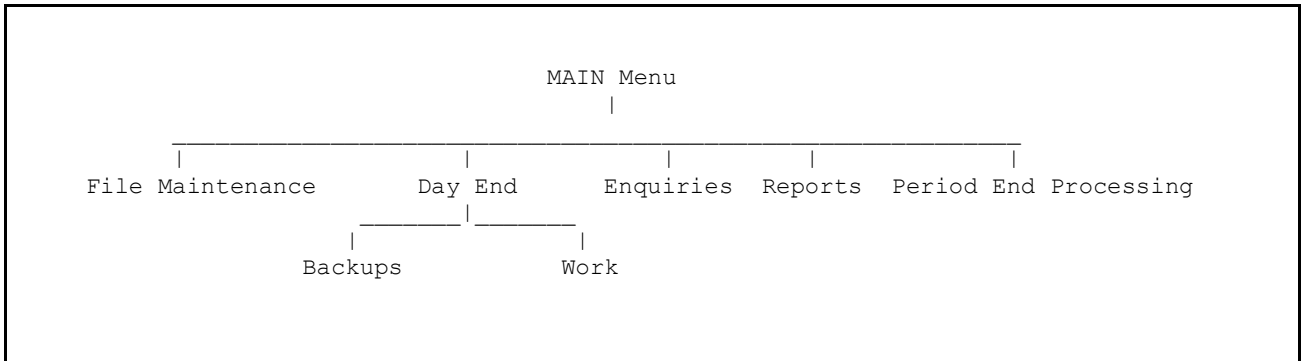 MAIN Menu
File Maintenance Day End Enquiries Reports Period End Processing
Backups Work